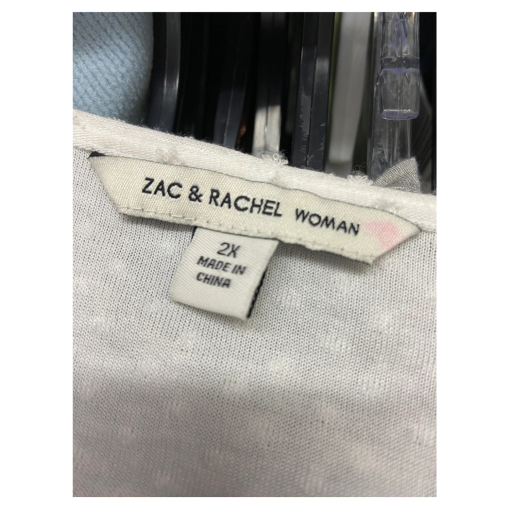 ZAC & RACHEL WOMAN
2X
MADE IN
CHINA